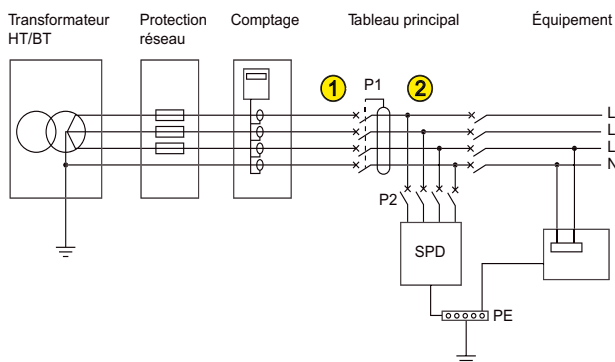 Transformateur
HT/BT
Protection
réseau
Comptage
Tableau principal
Équipement
1
P1
2
L
L
L
N
P2
SPD
PE